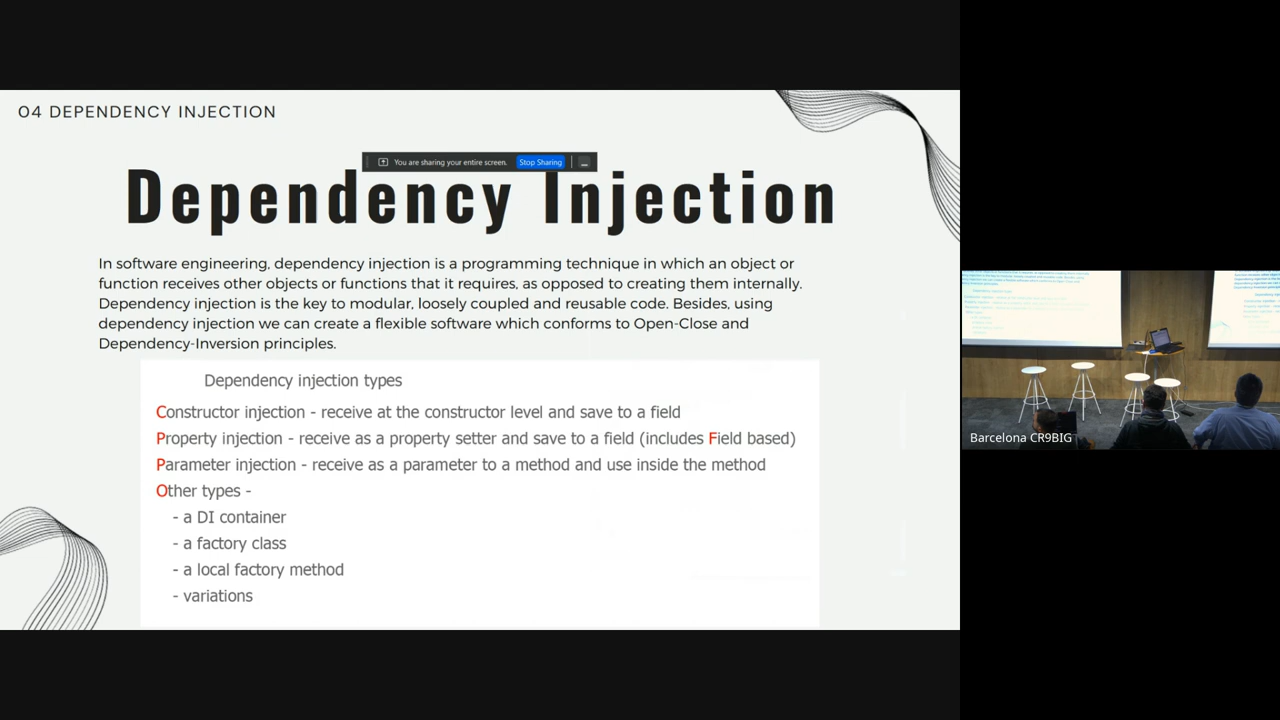 04 DEPENDENCY INJECTION
You are sharing your entire screen. Stop Sharing
Dependency Injection
In software engineering, dependency injection is a programming technique in which an object or
function receives other objects or functions that it requires, as opposed to creating them internally.
Dependency injection is the key to modular, loosely coupled and reusable code. Besides, using
dependency injection we can create a flexible software which conforms to Open-Close and
Dependency-Inversion principles.
Dependency injection types
Constructor injection - receive at the constructor level and save to a field
Property injection - receive as a property setter and save to a field (includes Field based)
Parameter injection - receive as a parameter to a method and use inside the method
Other types -
- a DI container
- a factory class
- a local factory method
- variations
Barcelona CR9BIG